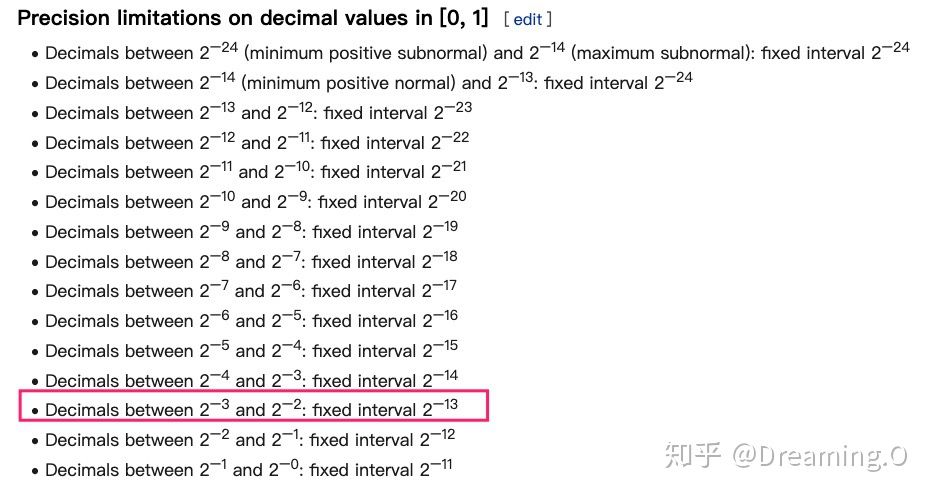 Precision limitations on decimal values in [0, 1] [ edit ]
• Decimals between 2⁻²⁴ (minimum positive subnormal) and 2⁻¹⁴ (maximum subnormal): fixed interval 2⁻²⁴
• Decimals between 2⁻¹⁴ (minimum positive normal) and 2⁻¹³: fixed interval 2⁻²⁴
• Decimals between 2⁻¹³ and 2⁻¹²: fixed interval 2⁻²³
• Decimals between 2⁻¹² and 2⁻¹¹: fixed interval 2⁻²²
• Decimals between 2⁻¹¹ and 2⁻¹⁰: fixed interval 2⁻²¹
• Decimals between 2⁻¹⁰ and 2⁻⁹: fixed interval 2⁻²⁰
• Decimals between 2⁻⁹ and 2⁻⁸: fixed interval 2⁻¹⁹
• Decimals between 2⁻⁸ and 2⁻⁷: fixed interval 2⁻¹⁸
• Decimals between 2⁻⁷ and 2⁻⁶: fixed interval 2⁻¹⁷
• Decimals between 2⁻⁶ and 2⁻⁵: fixed interval 2⁻¹⁶
• Decimals between 2⁻⁵ and 2⁻⁴: fixed interval 2⁻¹⁵
• Decimals between 2⁻⁴ and 2⁻³: fixed interval 2⁻¹⁴
• Decimals between 2⁻³ and 2⁻²: fixed interval 2⁻¹³
• Decimals between 2⁻² and 2⁻¹: fixed interval 2⁻¹²
• Decimals between 2⁻¹ and 2⁻⁰: fixed interval 2⁻¹¹
知乎 @Dreaming.O